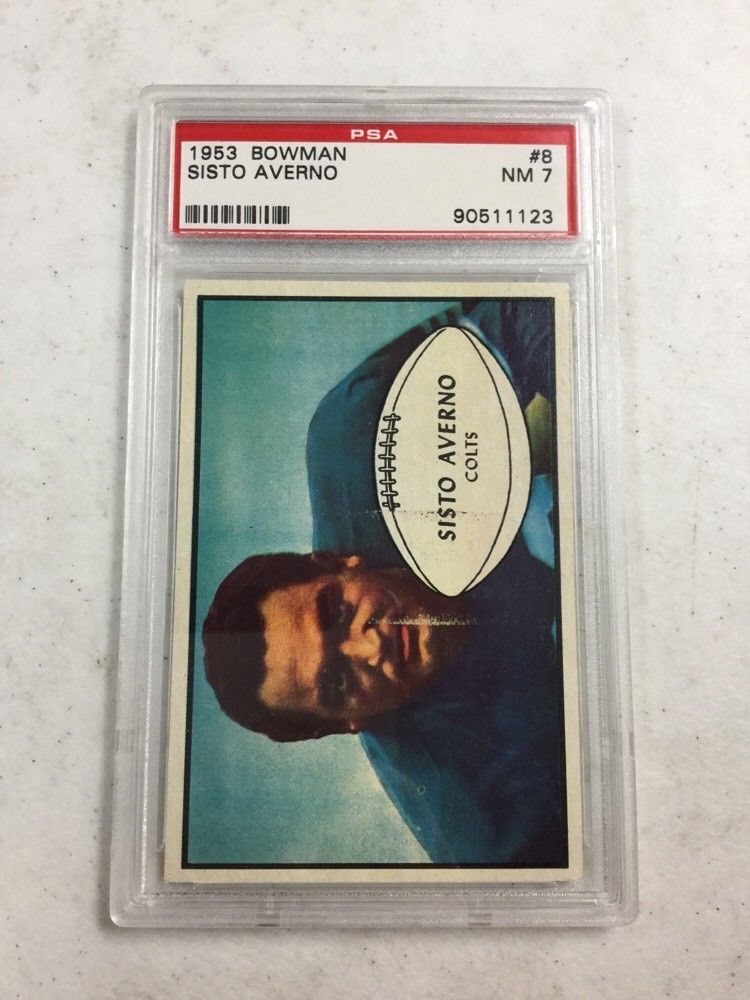 PSA
1953 BOWMAN #8
SISTO AVERNO NM 7
90511123
SISTO AVERNO
COLTS